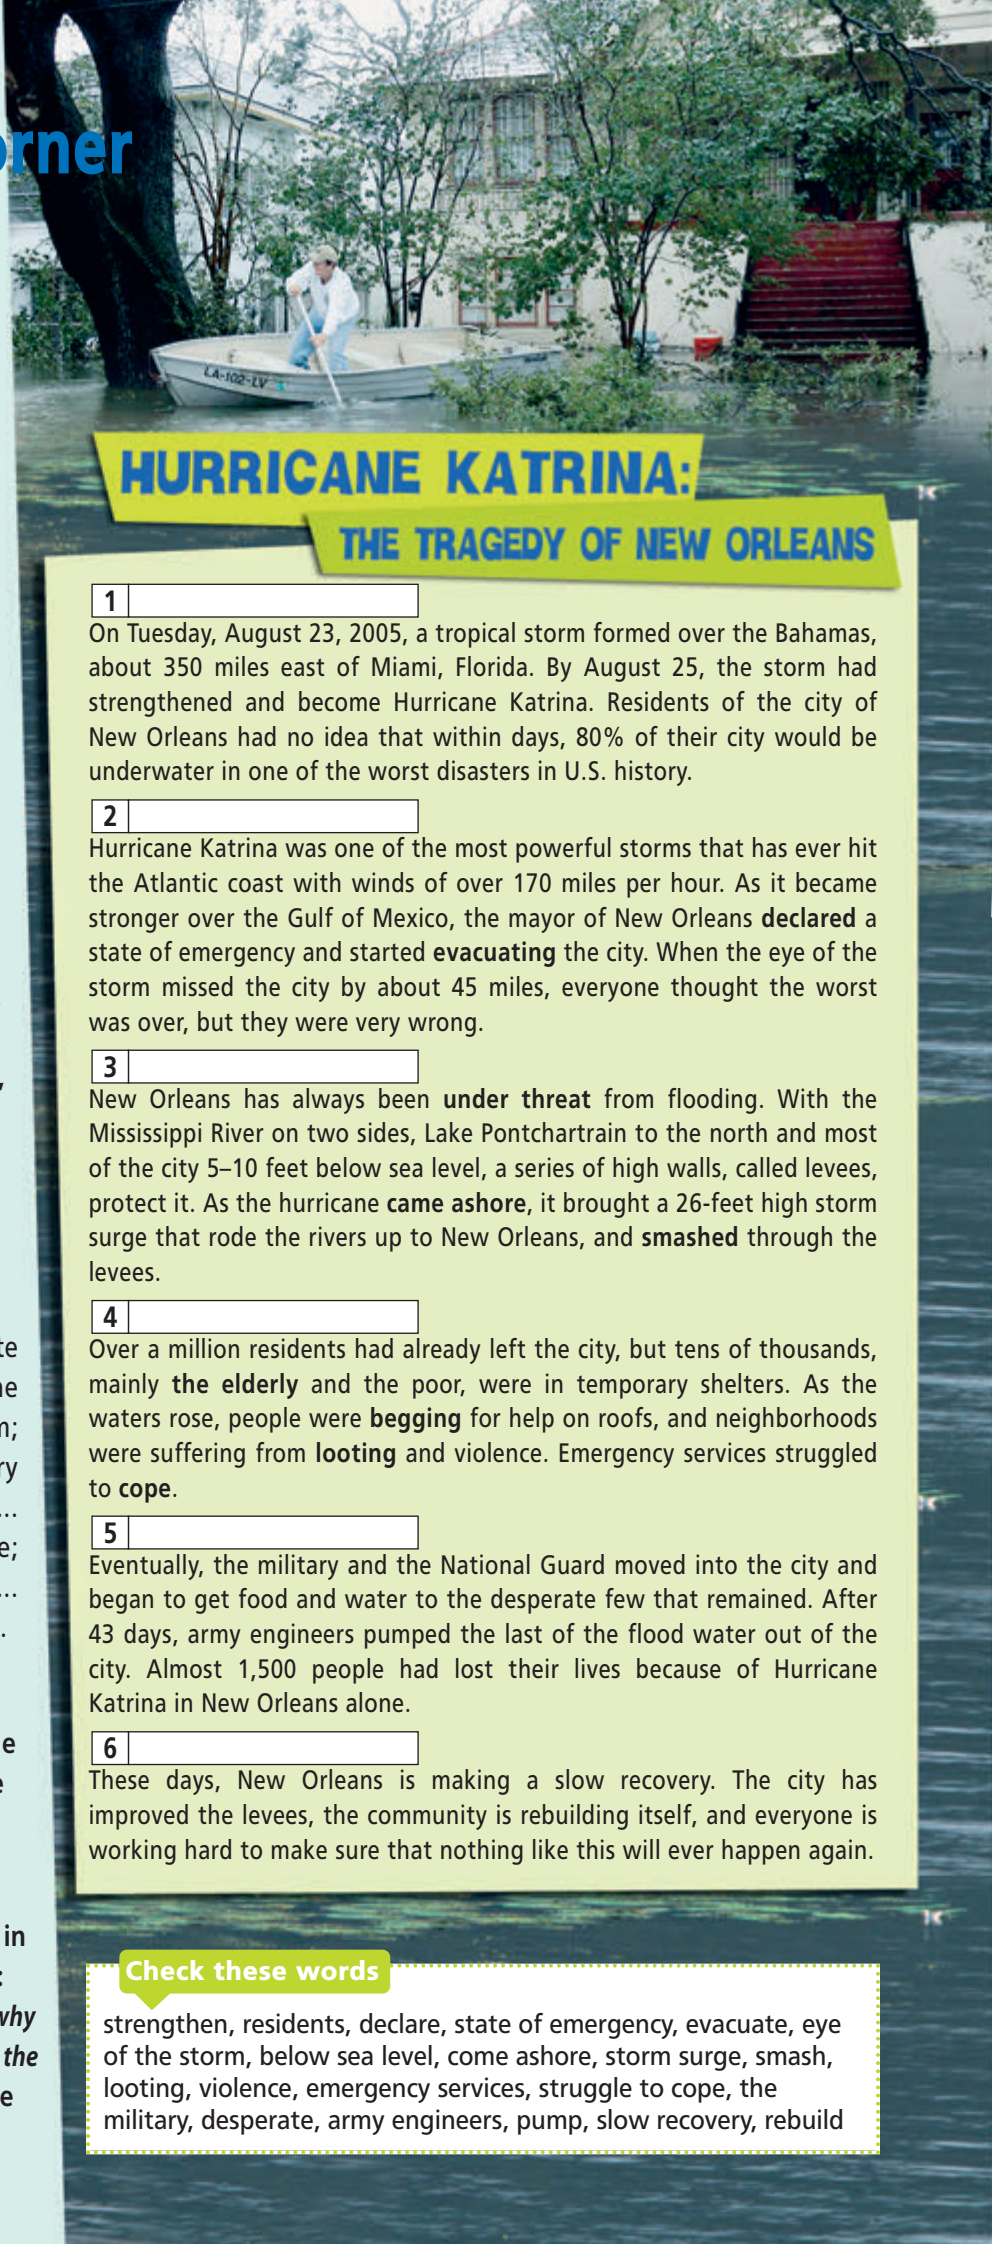 orner
LA-102-LV
HURRICANE KATRINA:
THE TRAGEDY OF NEW ORLEANS
1
On Tuesday, August 23, 2005, a tropical storm formed over the Bahamas,
about 350 miles east of Miami, Florida. By August 25, the storm had
strengthened and become Hurricane Katrina. Residents of the city of
New Orleans had no idea that within days, 80% of their city would be
underwater in one of the worst disasters in U.S. history.
2
Hurricane Katrina was one of the most powerful storms that has ever hit
the Atlantic coast with winds of over 170 miles per hour. As it became
stronger over the Gulf of Mexico, the mayor of New Orleans declared a
state of emergency and started evacuating the city. When the eye of the
storm missed the city by about 45 miles, everyone thought the worst
was over, but they were very wrong.
3
New Orleans has always been under threat from flooding. With the
Mississippi River on two sides, Lake Pontchartrain to the north and most
of the city 5–10 feet below sea level, a series of high walls, called levees,
protect it. As the hurricane came ashore, it brought a 26-feet high storm
surge that rode the rivers up to New Orleans, and smashed through the
levees.
4
Over a million residents had already left the city, but tens of thousands,
mainly the elderly and the poor, were in temporary shelters. As the
waters rose, people were begging for help on roofs, and neighborhoods
were suffering from looting and violence. Emergency services struggled
to cope.
5
Eventually, the military and the National Guard moved into the city and
began to get food and water to the desperate few that remained. After
43 days, army engineers pumped the last of the flood water out of the
city. Almost 1,500 people had lost their lives because of Hurricane
Katrina in New Orleans alone.
6
These days, New Orleans is making a slow recovery. The city has
improved the levees, the community is rebuilding itself, and everyone is
working hard to make sure that nothing like this will ever happen again.
Check these words
strengthen, residents, declare, state of emergency, evacuate, eye
of the storm, below sea level, come ashore, storm surge, smash,
looting, violence, emergency services, struggle to cope, the
military, desperate, army engineers, pump, slow recovery, rebuild
in
why
the